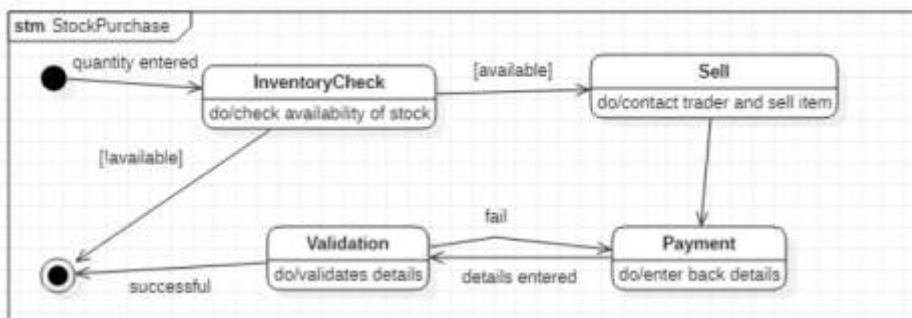 stm StockPurchase
quantity entered
InventoryCheck
do/check availability of stock
[available]
Sell
do/contact trader and sell item
[!available]
fail
Validation
do/validates details
Payment
do/enter back details
successful
details entered